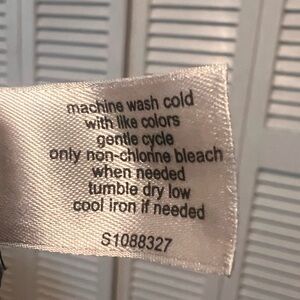 machine wash cold
with like colors
gentle cycle
only non-chlorine bleach
when needed
tumble dry low
cool iron if needed
S1088327